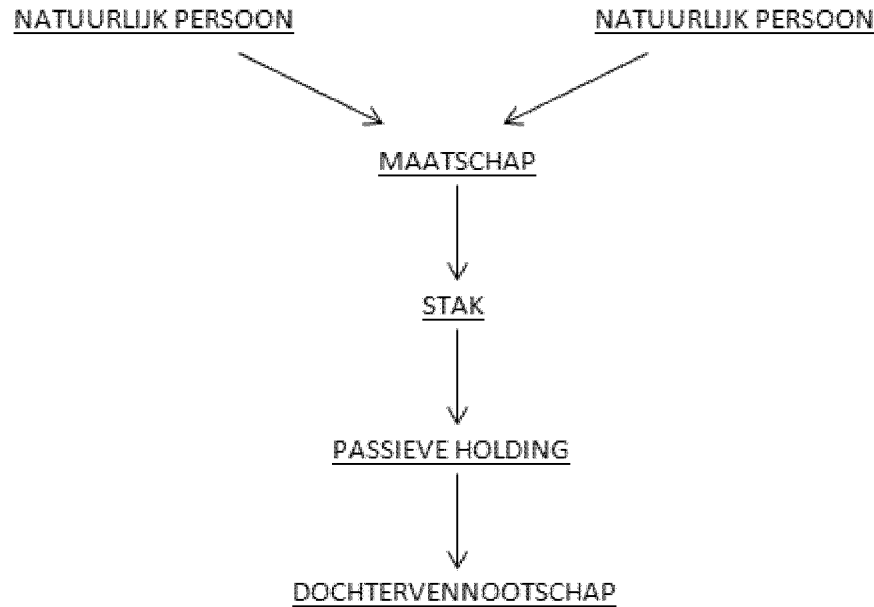 NATUURLIJK PERSOON NATUURLIJK PERSOON
MAATSCHAP
STAK
PASSIEVE HOLDING
DOCHTERVENNOOTSCHAP